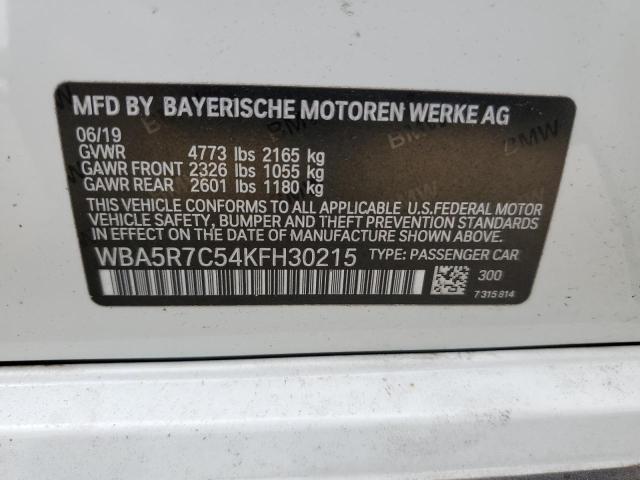 MFD BY BAYERISCHE MOTOREN WERKE AG
06/19
GVWR 4773 lbs 2165 kg
GAWR FRONT 2326 lbs 1055 kg
GAWR REAR 2601 lbs 1180 kg
THIS VEHICLE CONFORMS TO ALL APPLICABLE U.S.FEDERAL MOTOR
VEHICLE SAFETY, BUMPER AND THEFT PREVENTION STANDARDS
IN EFFECT ON THE DATE OF MANUFACTURE SHOWN ABOVE.
WBA5R7C54KFH30215 TYPE: PASSENGER CAR
300
7315814